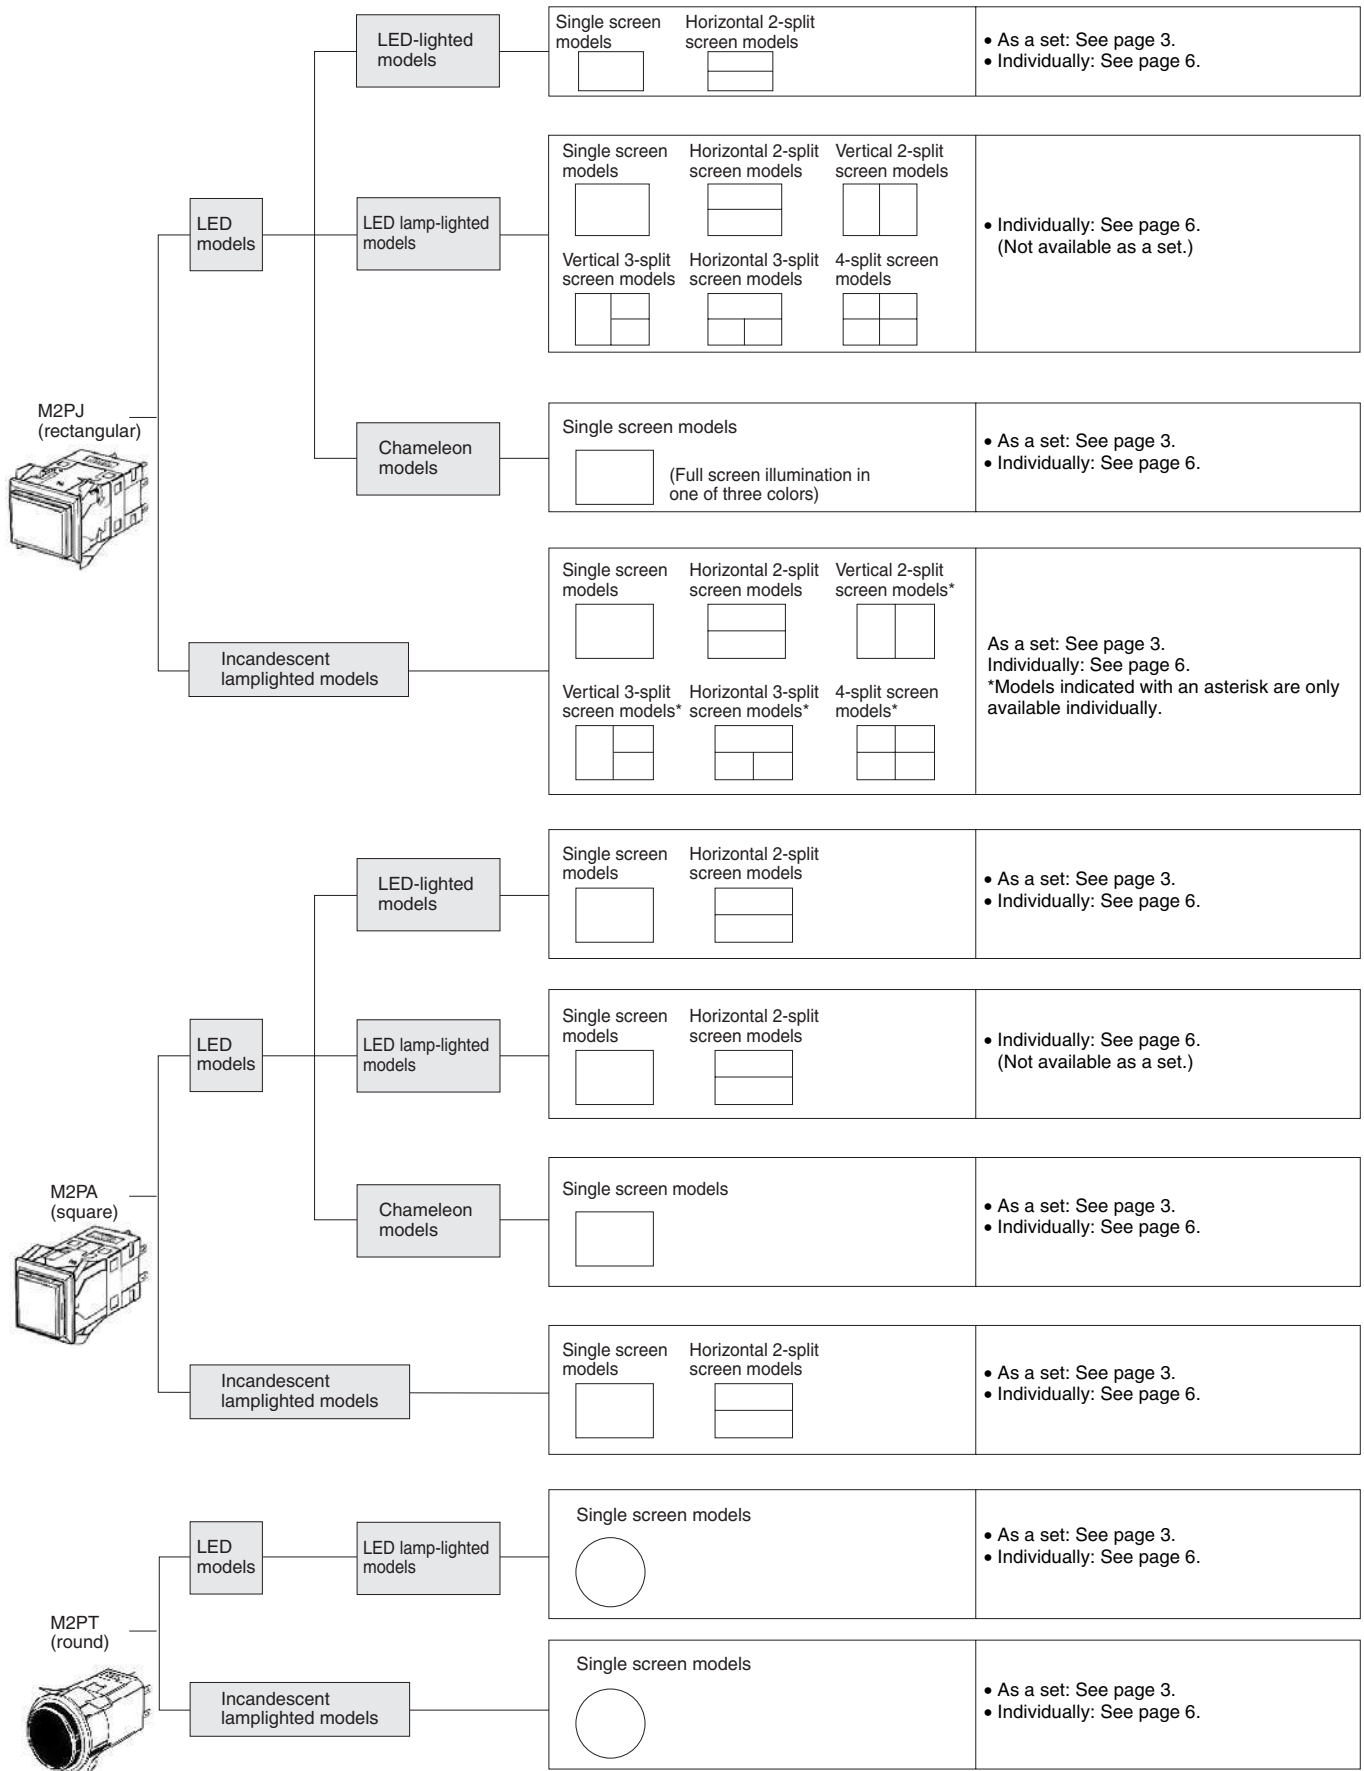 LED-lighted
models
Single screen
models
Horizontal 2-split
screen models
• As a set: See page 3.
• Individually: See page 6.
LED
models
LED lamp-lighted
models
Single screen
models
Horizontal 2-split
screen models
Vertical 2-split
screen models
Vertical 3-split
screen models
Horizontal 3-split
screen models
4-split screen
models
• Individually: See page 6.
(Not available as a set.)
M2PJ
(rectangular)
Chameleon
models
Single screen models
(Full screen illumination in
one of three colors)
• As a set: See page 3.
• Individually: See page 6.
Incandescent
lamplighted models
Single screen
models
Horizontal 2-split
screen models
Vertical 2-split
screen models*
Vertical 3-split
screen models*
Horizontal 3-split
screen models*
4-split screen
models*
As a set: See page 3.
Individually: See page 6.
*Models indicated with an asterisk are only
available individually.
LED-lighted
models
Single screen
models
Horizontal 2-split
screen models
• As a set: See page 3.
• Individually: See page 6.
LED
models
LED lamp-lighted
models
Single screen
models
Horizontal 2-split
screen models
• Individually: See page 6.
(Not available as a set.)
M2PA
(square)
Chameleon
models
Single screen models
• As a set: See page 3.
• Individually: See page 6.
Incandescent
lamplighted models
Single screen
models
Horizontal 2-split
screen models
• As a set: See page 3.
• Individually: See page 6.
LED
models
LED lamp-lighted
models
Single screen models
• As a set: See page 3.
• Individually: See page 6.
M2PT
(round)
Incandescent
lamplighted models
Single screen models
• As a set: See page 3.
• Individually: See page 6.